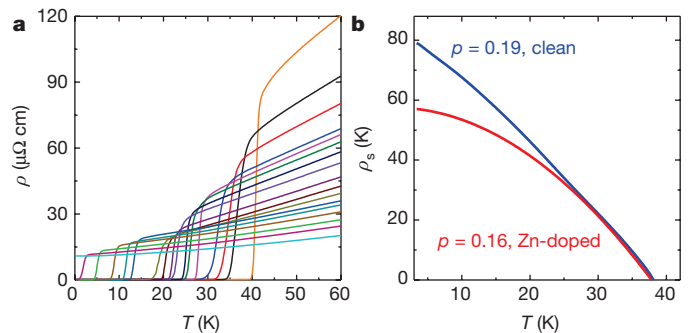 a
120
90
60
30
0
ρ (μΩ cm)
0 10 20 30 40 50 60
T (K)
b
80
60
40
20
0
ρs (K)
p = 0.19, clean
p = 0.16, Zn-doped
10 20 30 40
T (K)